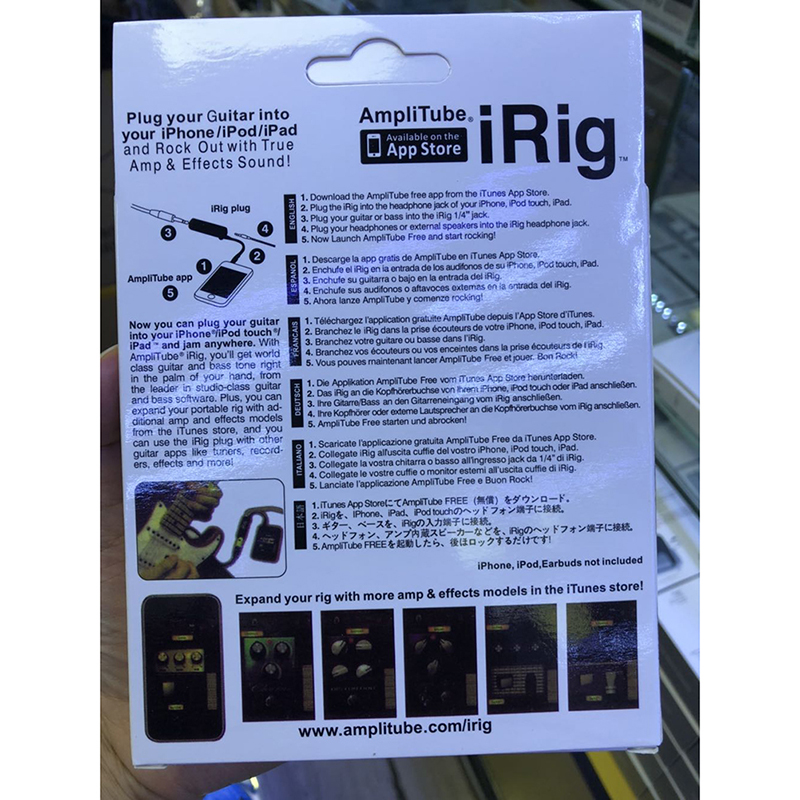 Plug your Guitar into
your iPhone/iPod/iPad
and Rock Out with True
Amp & Effects Sound!
AmpliTube®
Available on the
App Store
iRig™
iRig plug
3
4
2
1
AmpliTube app
5
ENGLISH
1. Download the AmpliTube free app from the iTunes App Store.
2. Plug the iRig into the headphone jack of your iPhone, iPod touch, iPad.
3. Plug your guitar or bass into the iRig 1/4" jack.
4. Plug your headphones or external speakers into the iRig headphone jack.
5. Now Launch AmpliTube Free and start rocking!
ESPANOL
1. Descarge la app gratis de AmpliTube en iTunes App Store.
2. Enchufe el iRig en la entrada de los audifonos de su iPhone, iPod touch, iPad.
3. Enchufe su guitarra o bajo en la entrada del iRig.
4. Enchufe sus audifonos o altavoces externas en la entrada del iRig.
5. Ahora lanze AmpliTube y comenze rocking!
FRANCAIS
1. Téléchargez l'application gratuite AmpliTube depuis l'App Store d'iTunes.
2. Branchez le iRig dans la prise écouteurs de votre iPhone, iPod touch, iPad.
3. Branchez votre guitare ou basse dans l'iRig.
4. Branchez vos écouteurs ou vos enceintes dans la prise écouteurs de l'iRig.
5. Vous pouvez maintenant lancer AmpliTube Free et jouer. Bon Rock!
DEUTSCH
1. Die Applikation AmpliTube Free vom iTunes App Store herunterladen.
2. Das iRig an die Kopfhörerbuchse von Ihrem iPhone, iPod touch oder iPad anschließen.
3. Ihre Gitarre/Bass an den Gitarreneingang vom iRig anschließen.
4. Ihre Kopfhörer oder externe Lautsprecher an die Kopfhörerbuchse vom iRig anschließen.
5. AmpliTube Free starten und abrocken!
ITALIANO
1. Scaricate l'applicazione gratuita AmpliTube Free da iTunes App Store.
2. Collegate iRig all'uscita cuffie del vostro iPhone, iPod touch, iPad.
3. Collegate la vostra chitarra o basso all'ingresso jack da 1/4" di iRig.
4. Collegate le vostre cuffie o monitor esterni all'uscita cuffie di iRig.
5. Lanciate l'applicazione AmpliTube Free e Buon Rock!
日本語
1. iTunes App StoreにてAmpliTube FREE（無償）をダウンロード。
2. iRigを、iPhone、iPad、iPod touchのヘッドフォン端子に接続。
3. ギター、ベースを、iRigの入力端子に接続。
4. ヘッドフォン、アンプ内蔵スピーカーなどを、iRigのヘッドフォン端子に接続。
5. AmpliTube FREEを起動したら、後はロックするだけです!
Now you can plug your guitar
into your iPhone®/iPod touch®/
iPad™ and jam anywhere. With
AmpliTube® iRig, you'll get world
class guitar and bass tone right
in the palm of your hand, from
the leader in studio-class guitar
and bass software. Plus, you can
expand your portable rig with ad-
ditional amp and effects models
from the iTunes store, and you
can use the iRig plug with other
guitar apps like tuners, record-
ers, effects and more!
iPhone, iPod,Earbuds not included
Expand your rig with more amp & effects models in the iTunes store!
www.amplitube.com/irig